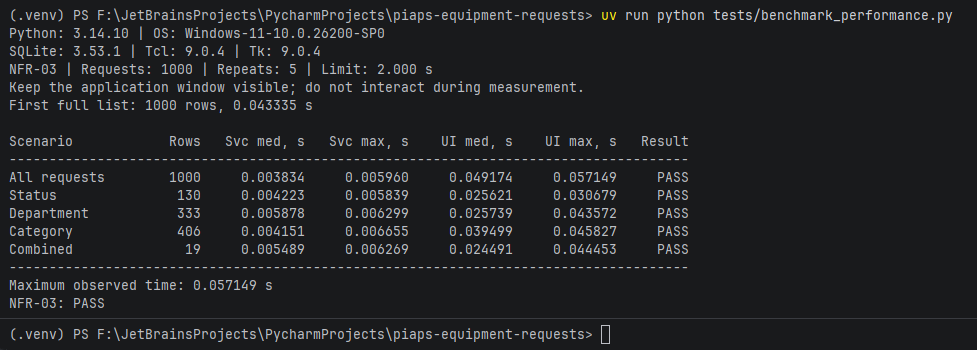 (.venv) PS F:\JetBrainsProjects\PycharmProjects\piaps-equipment-requests> uv run python tests/benchmark_performance.py
Python: 3.14.10 | OS: Windows-11-10.0.26200-SP0
SQLite: 3.53.1 | Tcl: 9.0.4 | Tk: 9.0.4
NFR-03 | Requests: 1000 | Repeats: 5 | Limit: 2.000 s
Keep the application window visible; do not interact during measurement.
First full list: 1000 rows, 0.043335 s
Scenario Rows Svc med, s Svc max, s UI med, s UI max, s Result
-------------------------------------------------------------------------------------
All requests 1000 0.003834 0.005960 0.049174 0.057149 PASS
Status 130 0.004223 0.005839 0.025621 0.030679 PASS
Department 333 0.005878 0.006299 0.025739 0.043572 PASS
Category 406 0.004151 0.006655 0.039499 0.045827 PASS
Combined 19 0.005489 0.006269 0.024491 0.044453 PASS
-------------------------------------------------------------------------------------
Maximum observed time: 0.057149 s
NFR-03: PASS
(.venv) PS F:\JetBrainsProjects\PycharmProjects\piaps-equipment-requests>